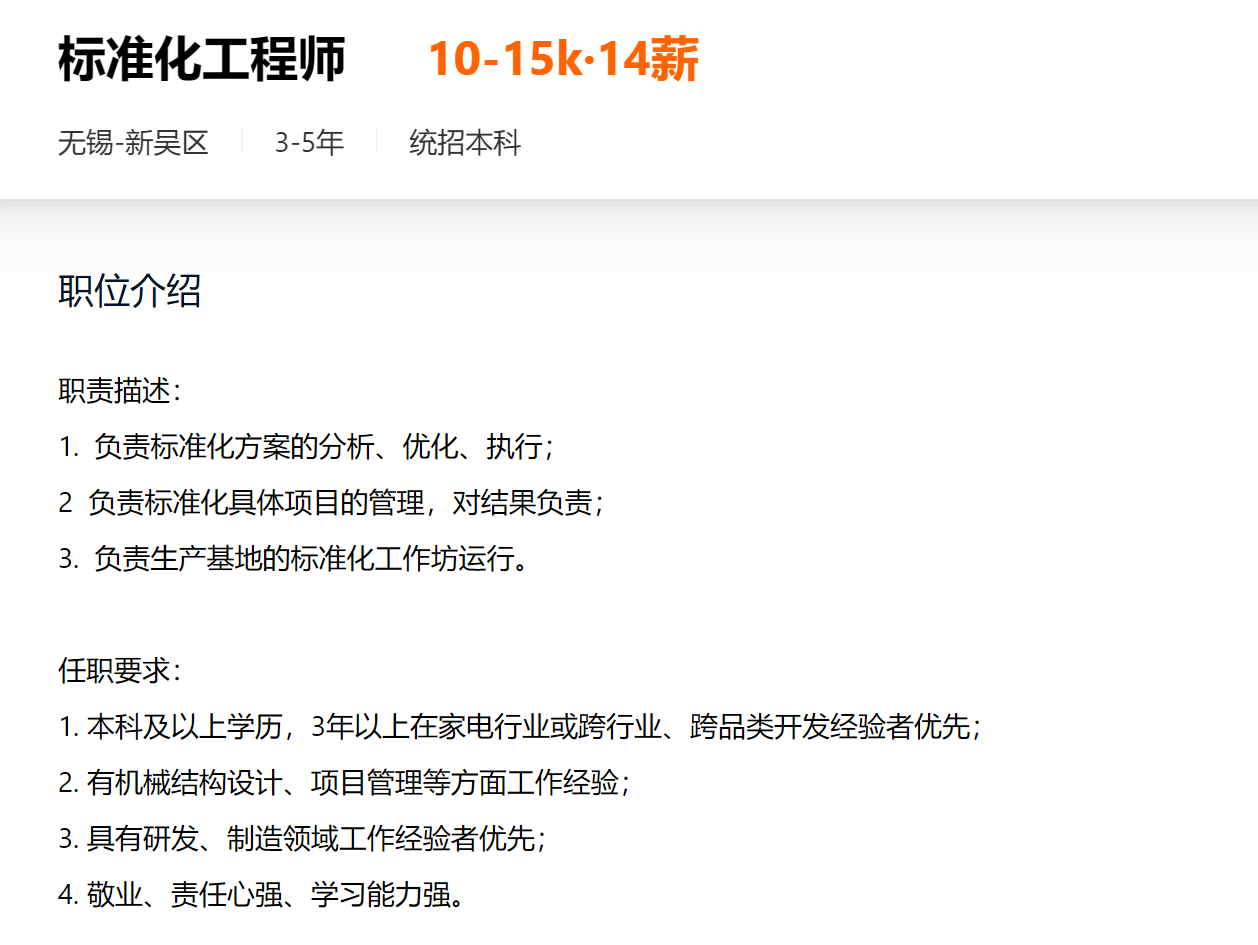 标准化工程师 10-15k·14薪
无锡-新吴区 3-5年 统招本科
职位介绍
职责描述：
1. 负责标准化方案的分析、优化、执行；
2 负责标准化具体项目的管理，对结果负责；
3. 负责生产基地的标准化工作坊运行。
任职要求：
1. 本科及以上学历，3年以上在家电行业或跨行业、跨品类开发经验者优先；
2. 有机械结构设计、项目管理等方面工作经验；
3. 具有研发、制造领域工作经验者优先；
4. 敬业、责任心强、学习能力强。